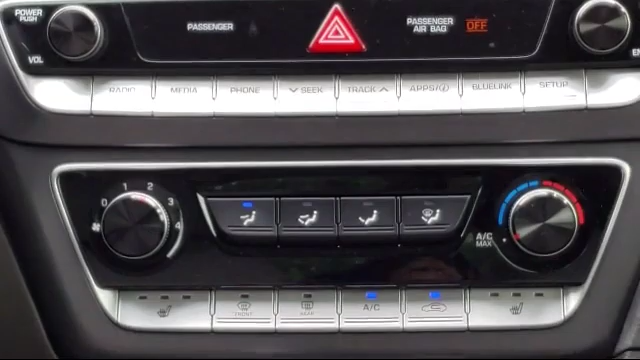 POWER
PUSH
VOL
PASSENGER
PASSENGER
AIR BAG
OFF
RADIO
MEDIA
PHONE
SEEK
TRACK
APPS/
BLUELINK
SETUP
0 1 2 3 4
A/C
MAX
FRONT
REAR
A/C